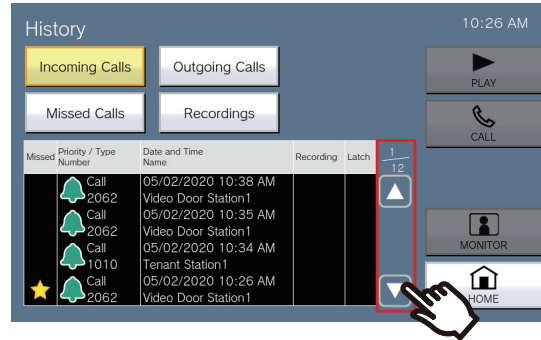 History
10:26 AM
Incoming Calls
Outgoing Calls
PLAY
Missed Calls
Recordings
CALL
Missed
Priority / Type
Number
Date and Time
Name
Recording
Latch
1
12
Call
05/02/2020 10:38 AM
2062
Video Door Station1
Call
05/02/2020 10:35 AM
2062
Video Door Station1
Call
05/02/2020 10:34 AM
1010
Tenant Station1
Call
05/02/2020 10:26 AM
2062
Video Door Station1
MONITOR
HOME